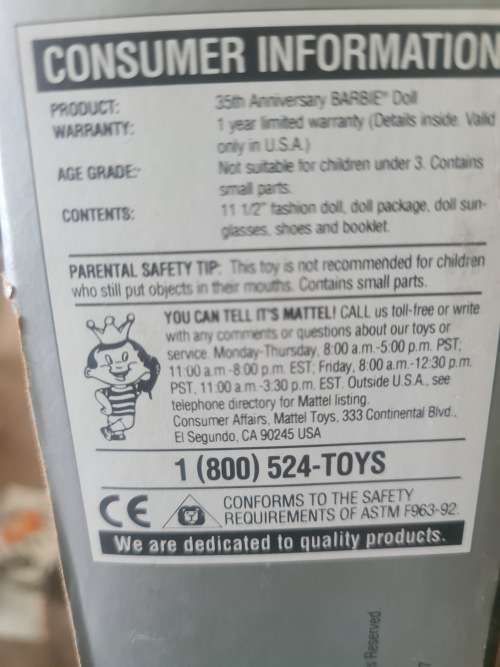 CONSUMER INFORMATION
PRODUCT: 35th Anniversary BARBIE® Doll
WARRANTY: 1 year limited warranty (Details inside. Valid
only in U.S.A.)
AGE GRADE: Not suitable for children under 3. Contains
small parts.
CONTENTS: 11 1/2" fashion doll, doll package, doll sun-
glasses, shoes and booklet.
PARENTAL SAFETY TIP: This toy is not recommended for children
who still put objects in their mouths. Contains small parts.
YOU CAN TELL IT'S MATTEL! CALL us toll-free or write
with any comments or questions about our toys or
service. Monday-Thursday, 8:00 a.m.-5:00 p.m. PST,
11:00 a.m.-8:00 p.m. EST; Friday, 8:00 a.m.-12:30 p.m.
PST, 11:00 a.m.-3:30 p.m. EST. Outside U.S.A., see
telephone directory for Mattel listing.
Consumer Affairs, Mattel Toys, 333 Continental Blvd.,
El Segundo, CA 90245 USA
1 (800) 524-TOYS
CE
CONFORMS TO THE SAFETY
REQUIREMENTS OF ASTM F963-92.
We are dedicated to quality products.
Reserved